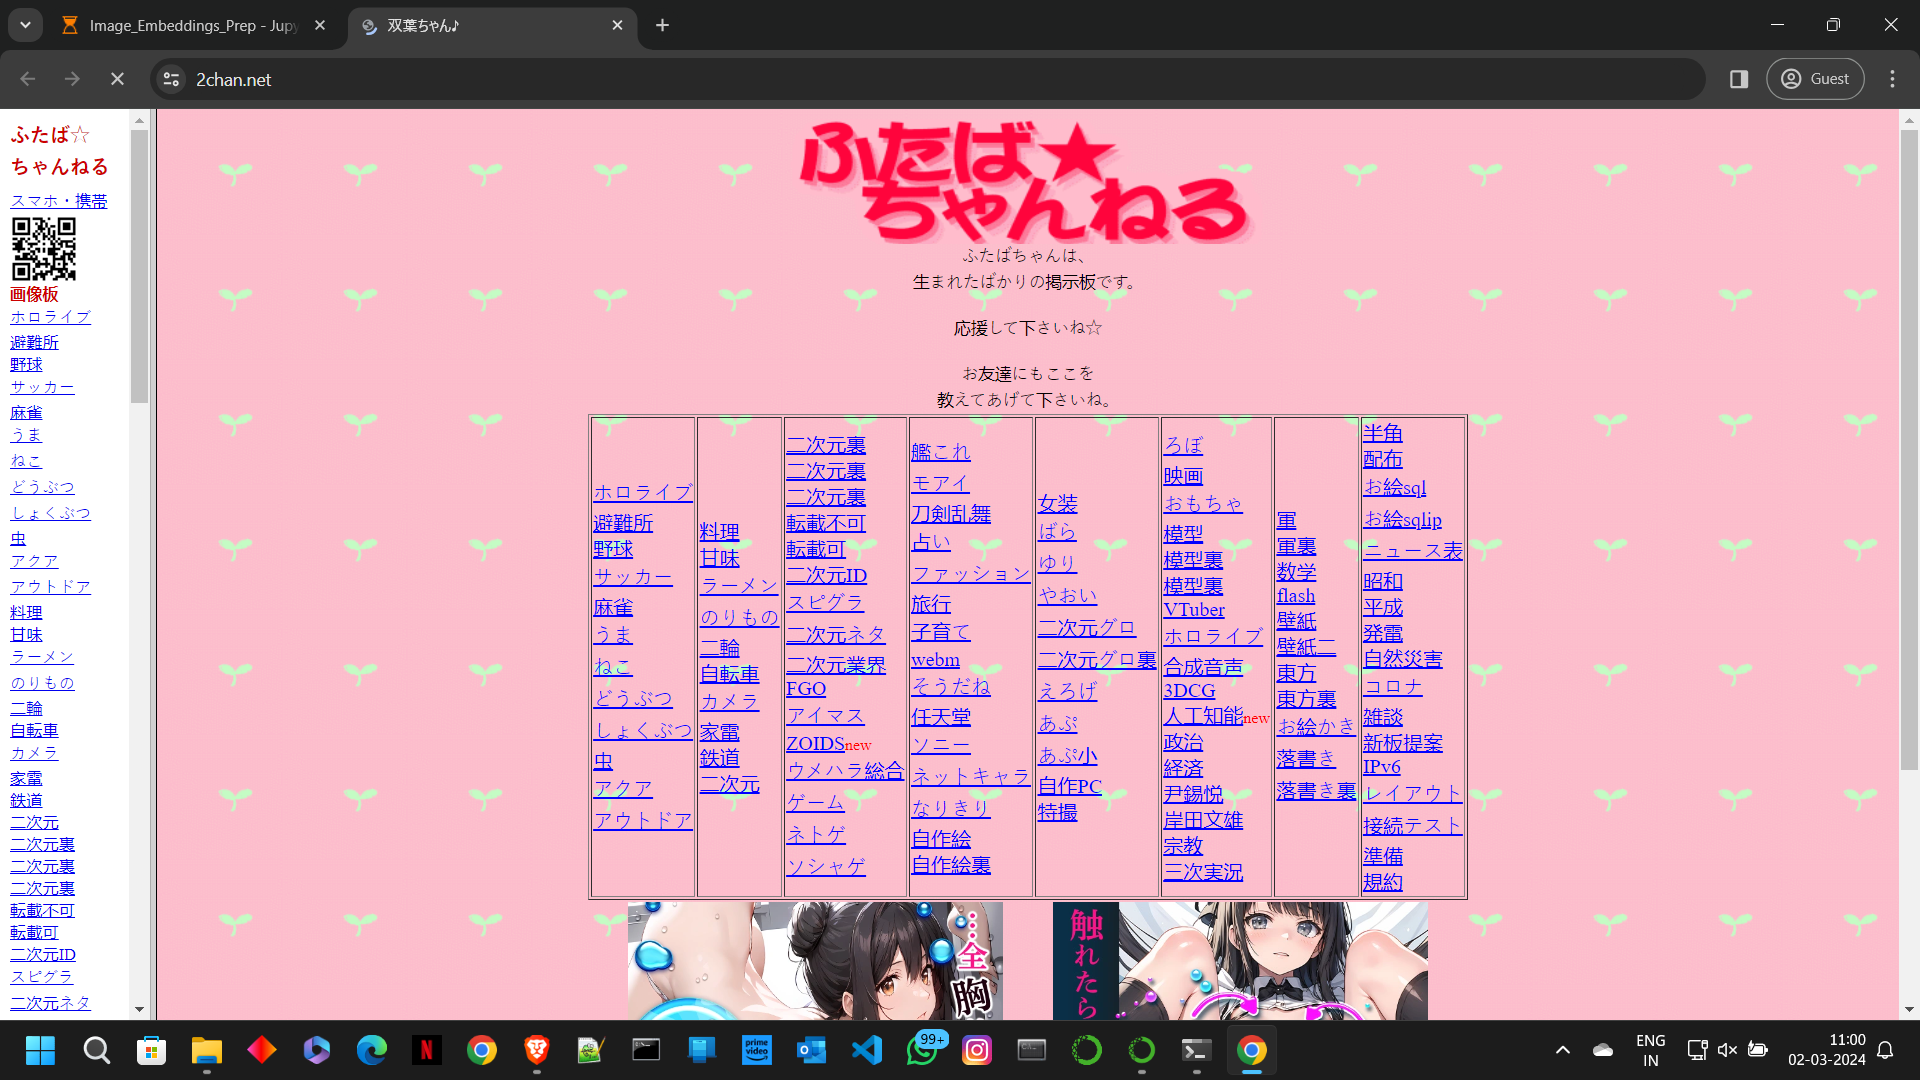 Image_Embeddings_Prep - Jupy
双葉ちゃん♪
2chan.net
Guest
ふたば☆
ちゃんねる
スマホ・携帯
画像板
ホロライブ
避難所
野球
サッカー
麻雀
うま
ねこ
どうぶつ
しょくぶつ
虫
アクア
アウトドア
料理
甘味
ラーメン
のりもの
二輪
自転車
カメラ
家電
鉄道
二次元
二次元裏
二次元裏
二次元裏
転載不可
転載可
二次元ID
スピグラ
二次元ネタ
ふたば★
ちゃんねる
ふたばちゃんは、
生まれたばかりの掲示板です。
応援して下さいね☆
お友達にもここを
教えてあげて下さいね。
ホロライブ
避難所
野球
サッカー
麻雀
うま
ねこ
どうぶつ
しょくぶつ
虫
アクア
アウトドア
料理
甘味
ラーメン
のりもの
二輪
自転車
カメラ
家電
鉄道
二次元
二次元裏
二次元裏
二次元裏
転載不可
転載可
二次元ID
スピグラ
二次元ネタ
二次元業界
FGO
アイマス
ZOIDSnew
ウメハラ総合
ゲーム
ネトゲ
ソシャゲ
艦これ
モアイ
刀剣乱舞
占い
ファッション
旅行
子育て
webm
そうだね
任天堂
ソニー
ネットキャラ
なりきり
自作絵
自作絵裏
女装
ばら
ゆり
やおい
二次元グロ
二次元グロ裏
えろげ
あぷ
あぷ小
自作PC
特撮
ろぼ
映画
おもちゃ
模型
模型裏
模型裏
VTuber
ホロライブ
合成音声
3DCG
人工知能new
政治
経済
尹錫悦
岸田文雄
宗教
三次実況
軍
軍裏
数学
flash
壁紙
壁紙二
東方
東方裏
お絵かき
落書き
落書き裏
半角
配布
お絵sql
お絵sqlip
ニュース表
昭和
平成
発電
自然災害
コロナ
雑談
新板提案
IPv6
レイアウト
接続テスト
準備
規約
…全
胸
触れたら
prime video
99+
ENG
IN
11:00
02-03-2024